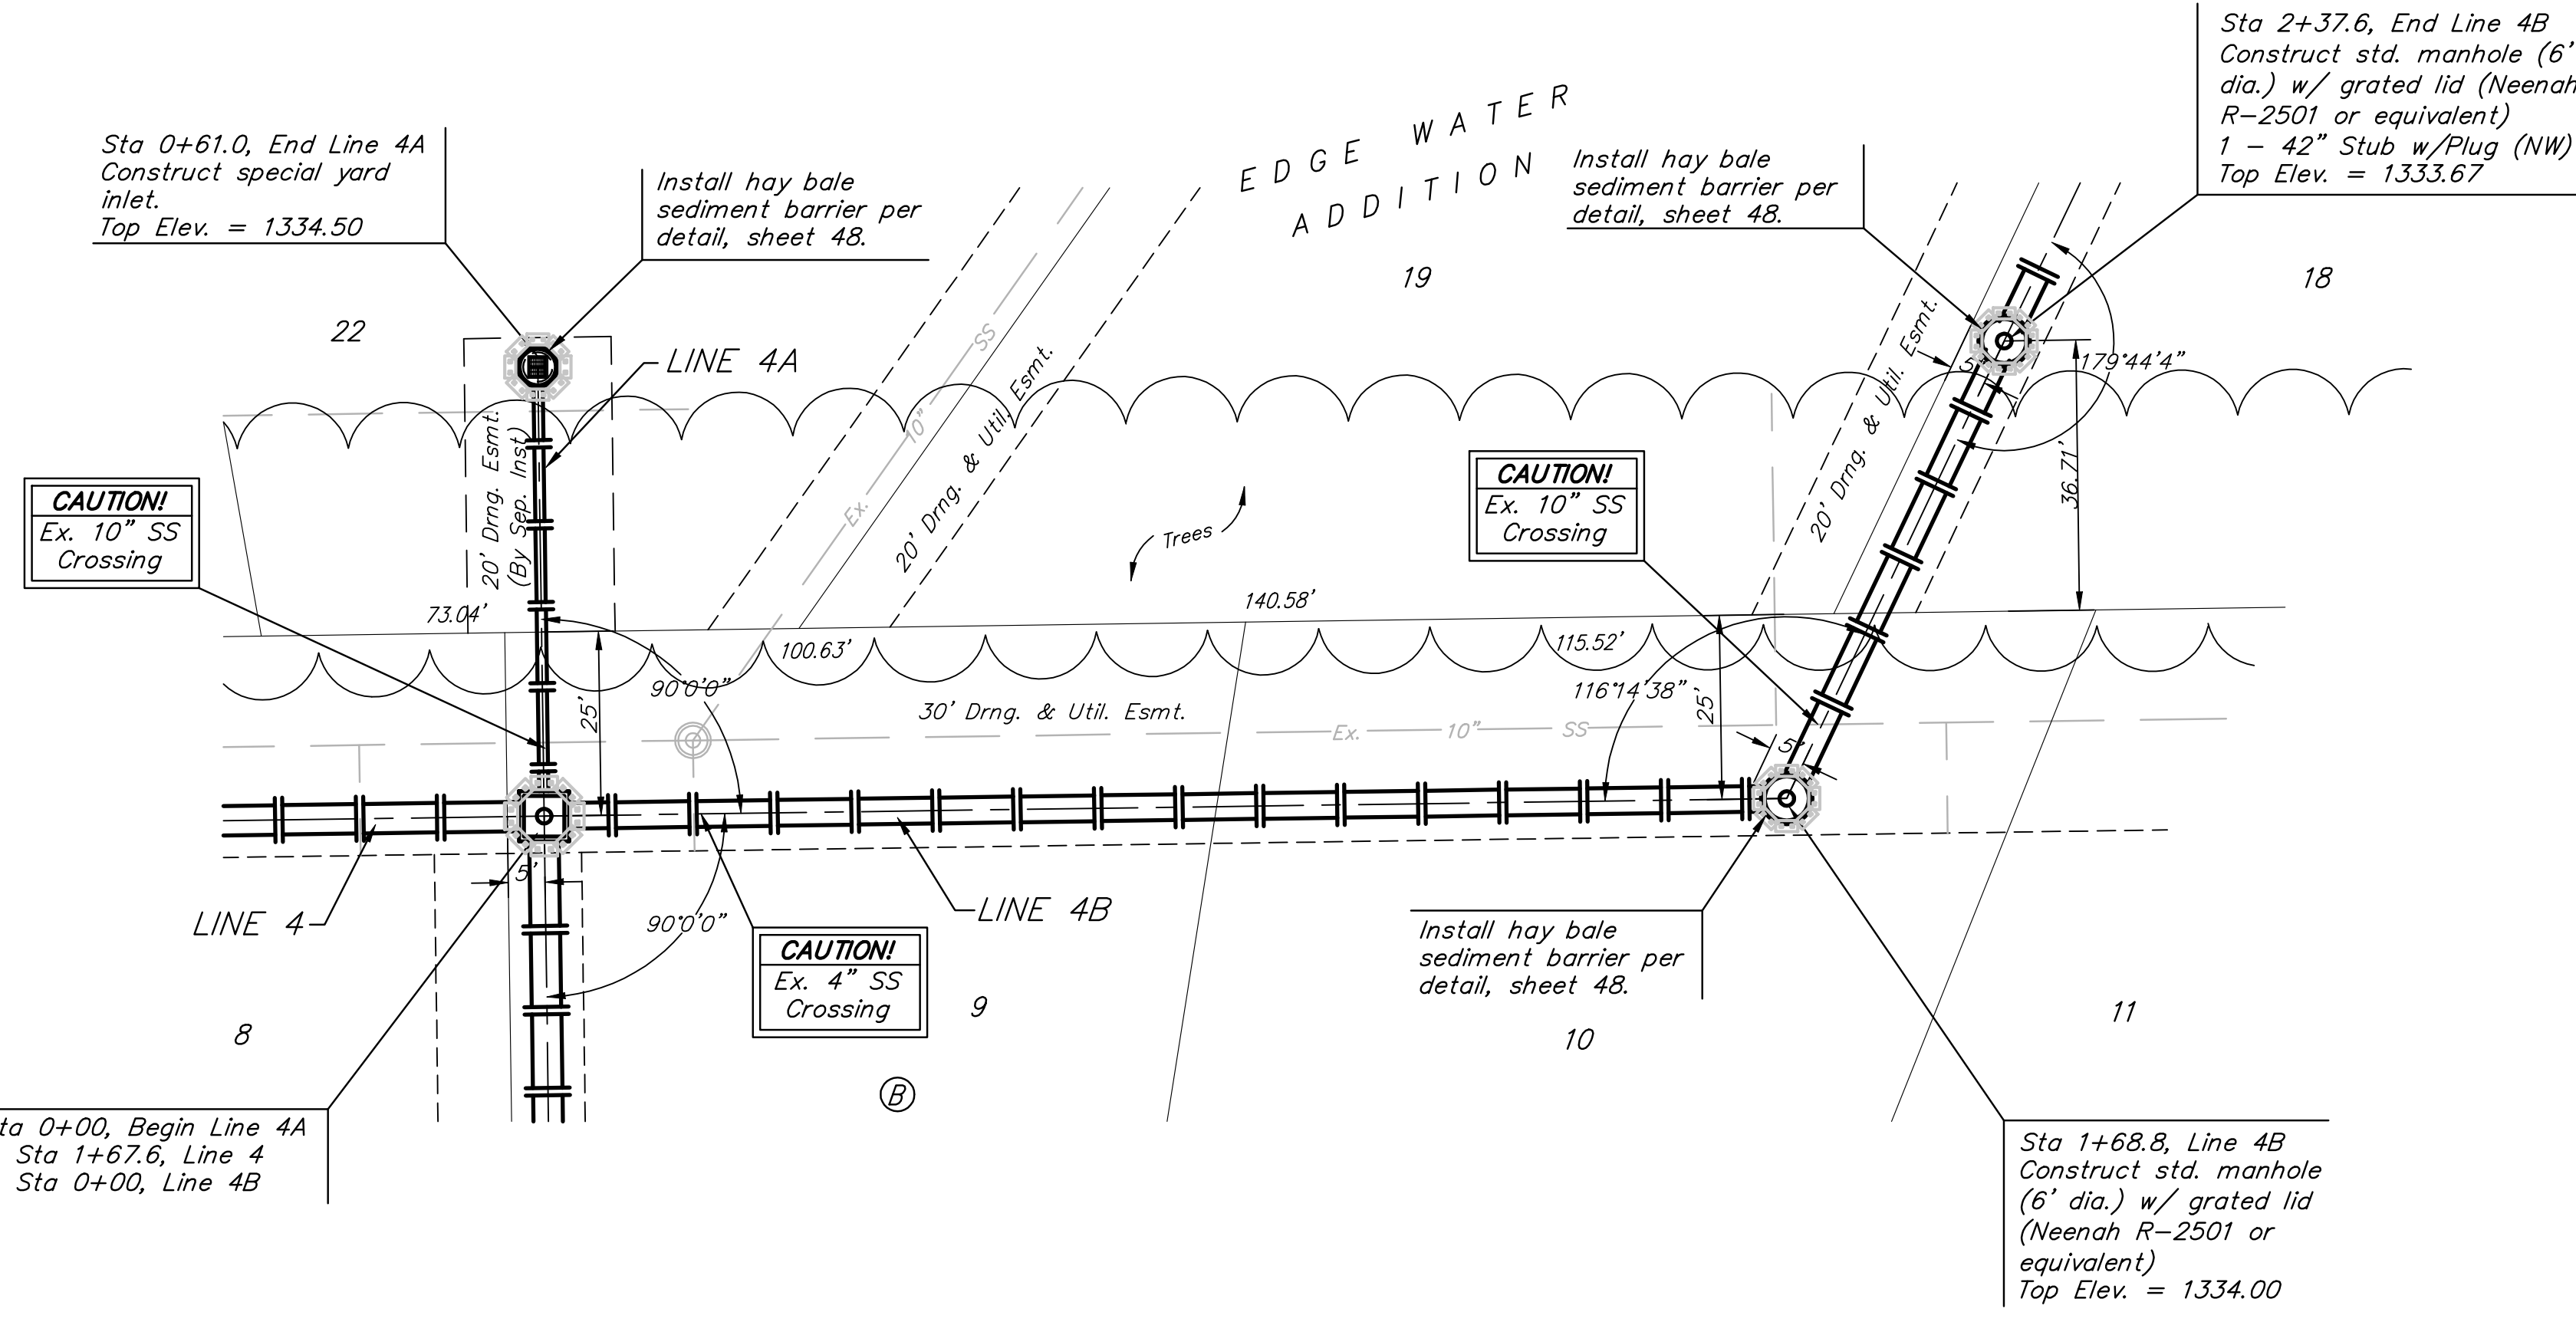 Sta 2+37.6, End Line 4B
Construct std. manhole (6'
dia.) w/ grated lid (Neenah
R-2501 or equivalent)
1 - 42" Stub w/Plug (NW)
Top Elev. = 1333.67
EDGE WATER
ADDITION
Sta 0+61.0, End Line 4A
Construct special yard
inlet.
Top Elev. = 1334.50
Install hay bale
sediment barrier per
detail, sheet 48.
Install hay bale
sediment barrier per
detail, sheet 48.
22
19
18
LINE 4A
SS
10"
Ex.
20' Drng. & Util. Esmt.
20' Drng. & Util. Esmt.
5'
179°44'4"
36.71'
20' Drng. Esmt.
(By Sep. Inst)
CAUTION!
Ex. 10" SS
Crossing
CAUTION!
Ex. 10" SS
Crossing
Trees
73.04'
140.58'
100.63'
115.52'
90°0'0"
116°14'38"
25'
25'
30' Drng. & Util. Esmt.
Ex. 10" SS
5'
5'
LINE 4
90°0'0"
LINE 4B
CAUTION!
Ex. 4" SS
Crossing
Install hay bale
sediment barrier per
detail, sheet 48.
8
9
10
11
B
ta 0+00, Begin Line 4A
Sta 1+67.6, Line 4
Sta 0+00, Line 4B
Sta 1+68.8, Line 4B
Construct std. manhole
(6' dia.) w/ grated lid
(Neenah R-2501 or
equivalent)
Top Elev. = 1334.00